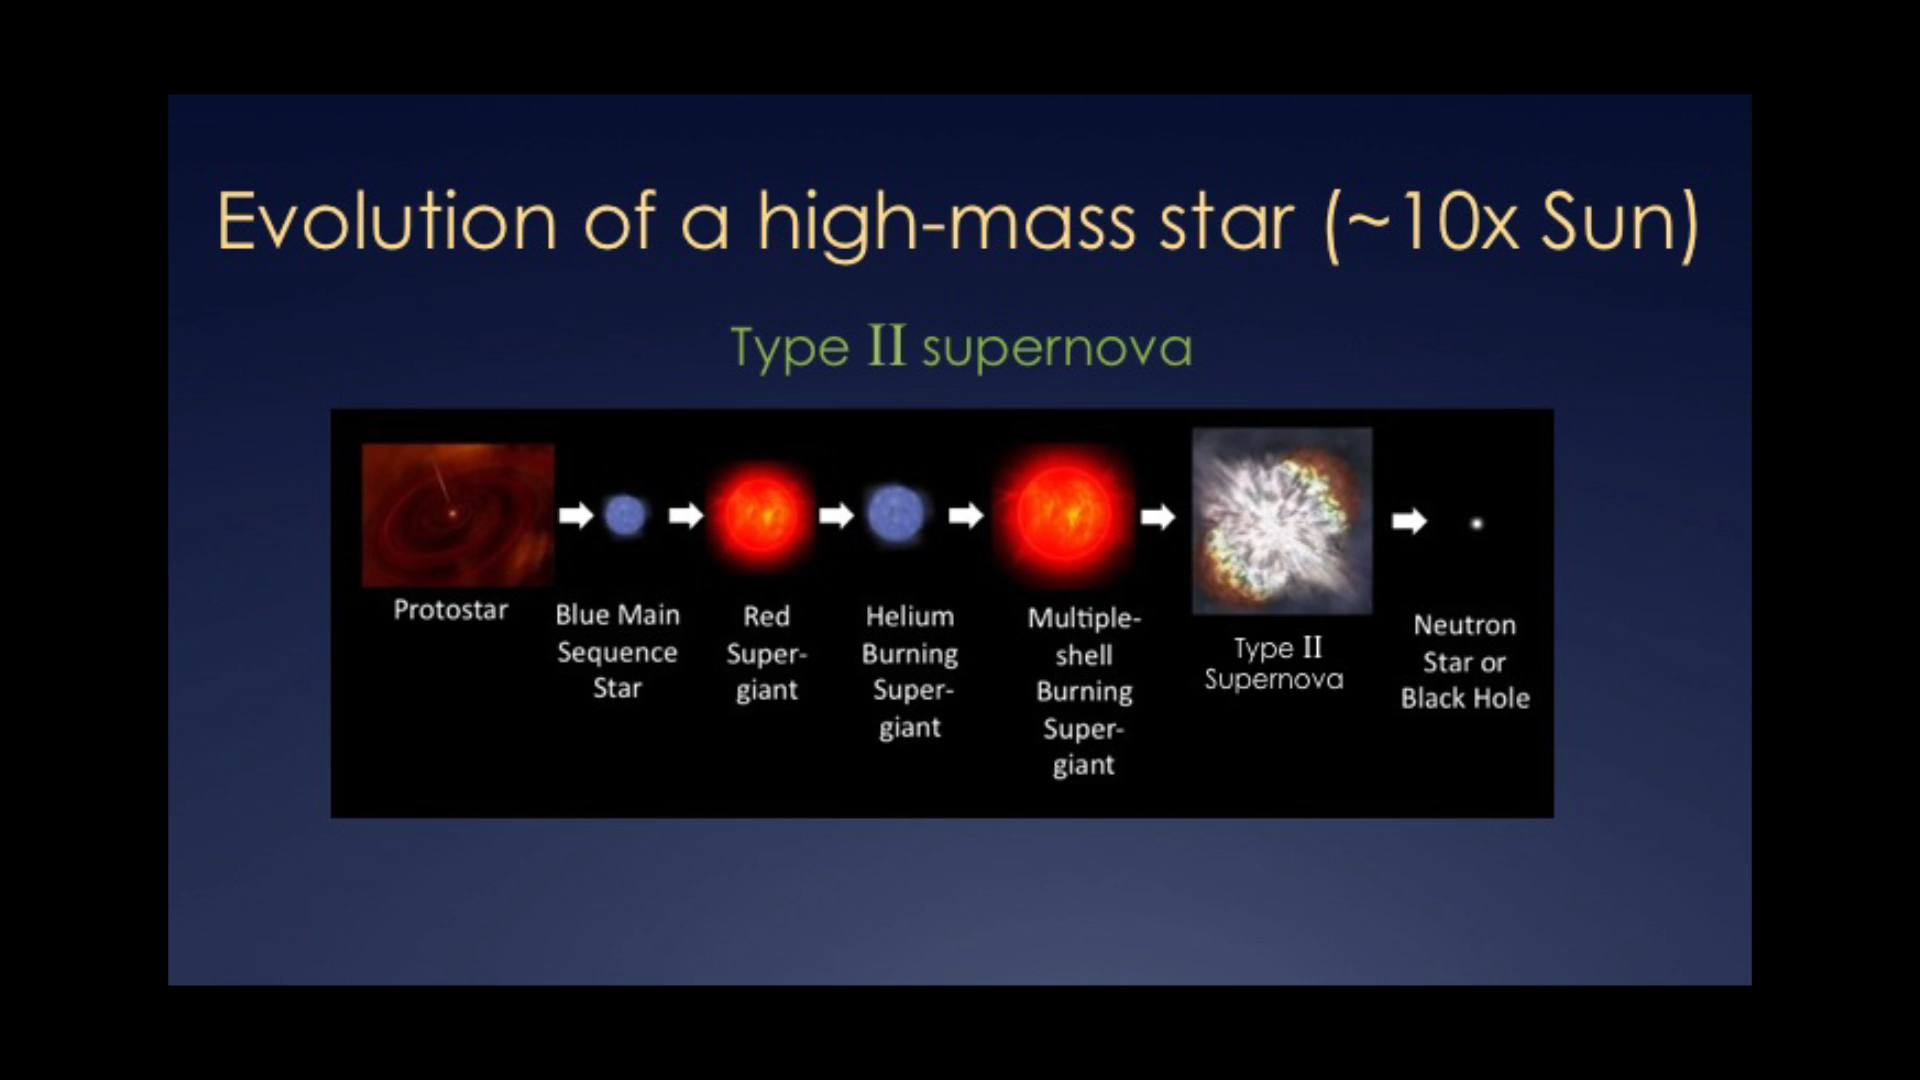 Evolution of a high-mass star (~10x Sun)
Type II supernova
Protostar
Blue Main
Sequence
Star
Red
Super-
giant
Helium
Burning
Super-
giant
Multiple-
shell
Burning
Super-
giant
Type II
Supernova
Neutron
Star or
Black Hole